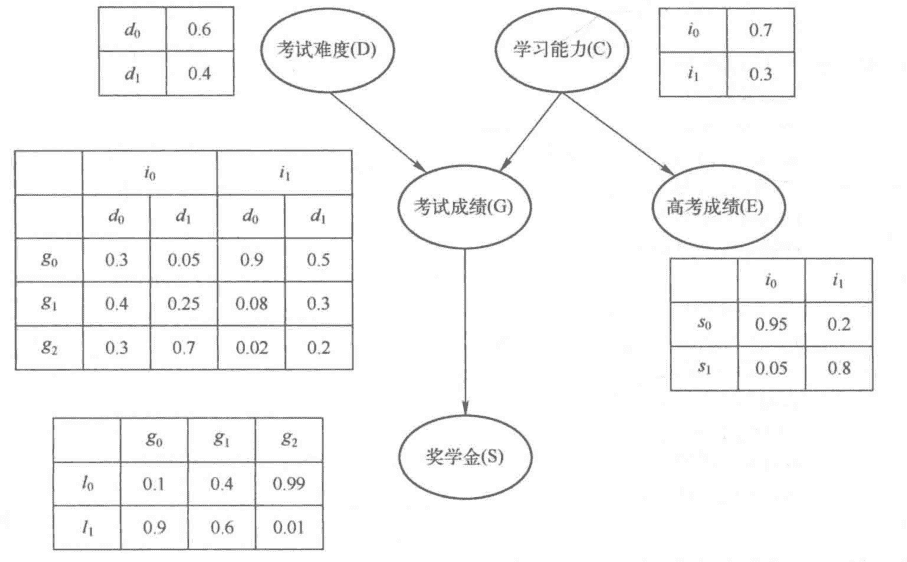 d₀ 0.6
d₁ 0.4
考试难度(D)
学习能力(C)
i₀ 0.7
i₁ 0.3
i₀ i₁
d₀ d₁ d₀ d₁
g₀ 0.3 0.05 0.9 0.5
g₁ 0.4 0.25 0.08 0.3
g₂ 0.3 0.7 0.02 0.2
考试成绩(G)
高考成绩(E)
i₀ i₁
s₀ 0.95 0.2
s₁ 0.05 0.8
g₀ g₁ g₂
l₀ 0.1 0.4 0.99
l₁ 0.9 0.6 0.01
奖学金(S)